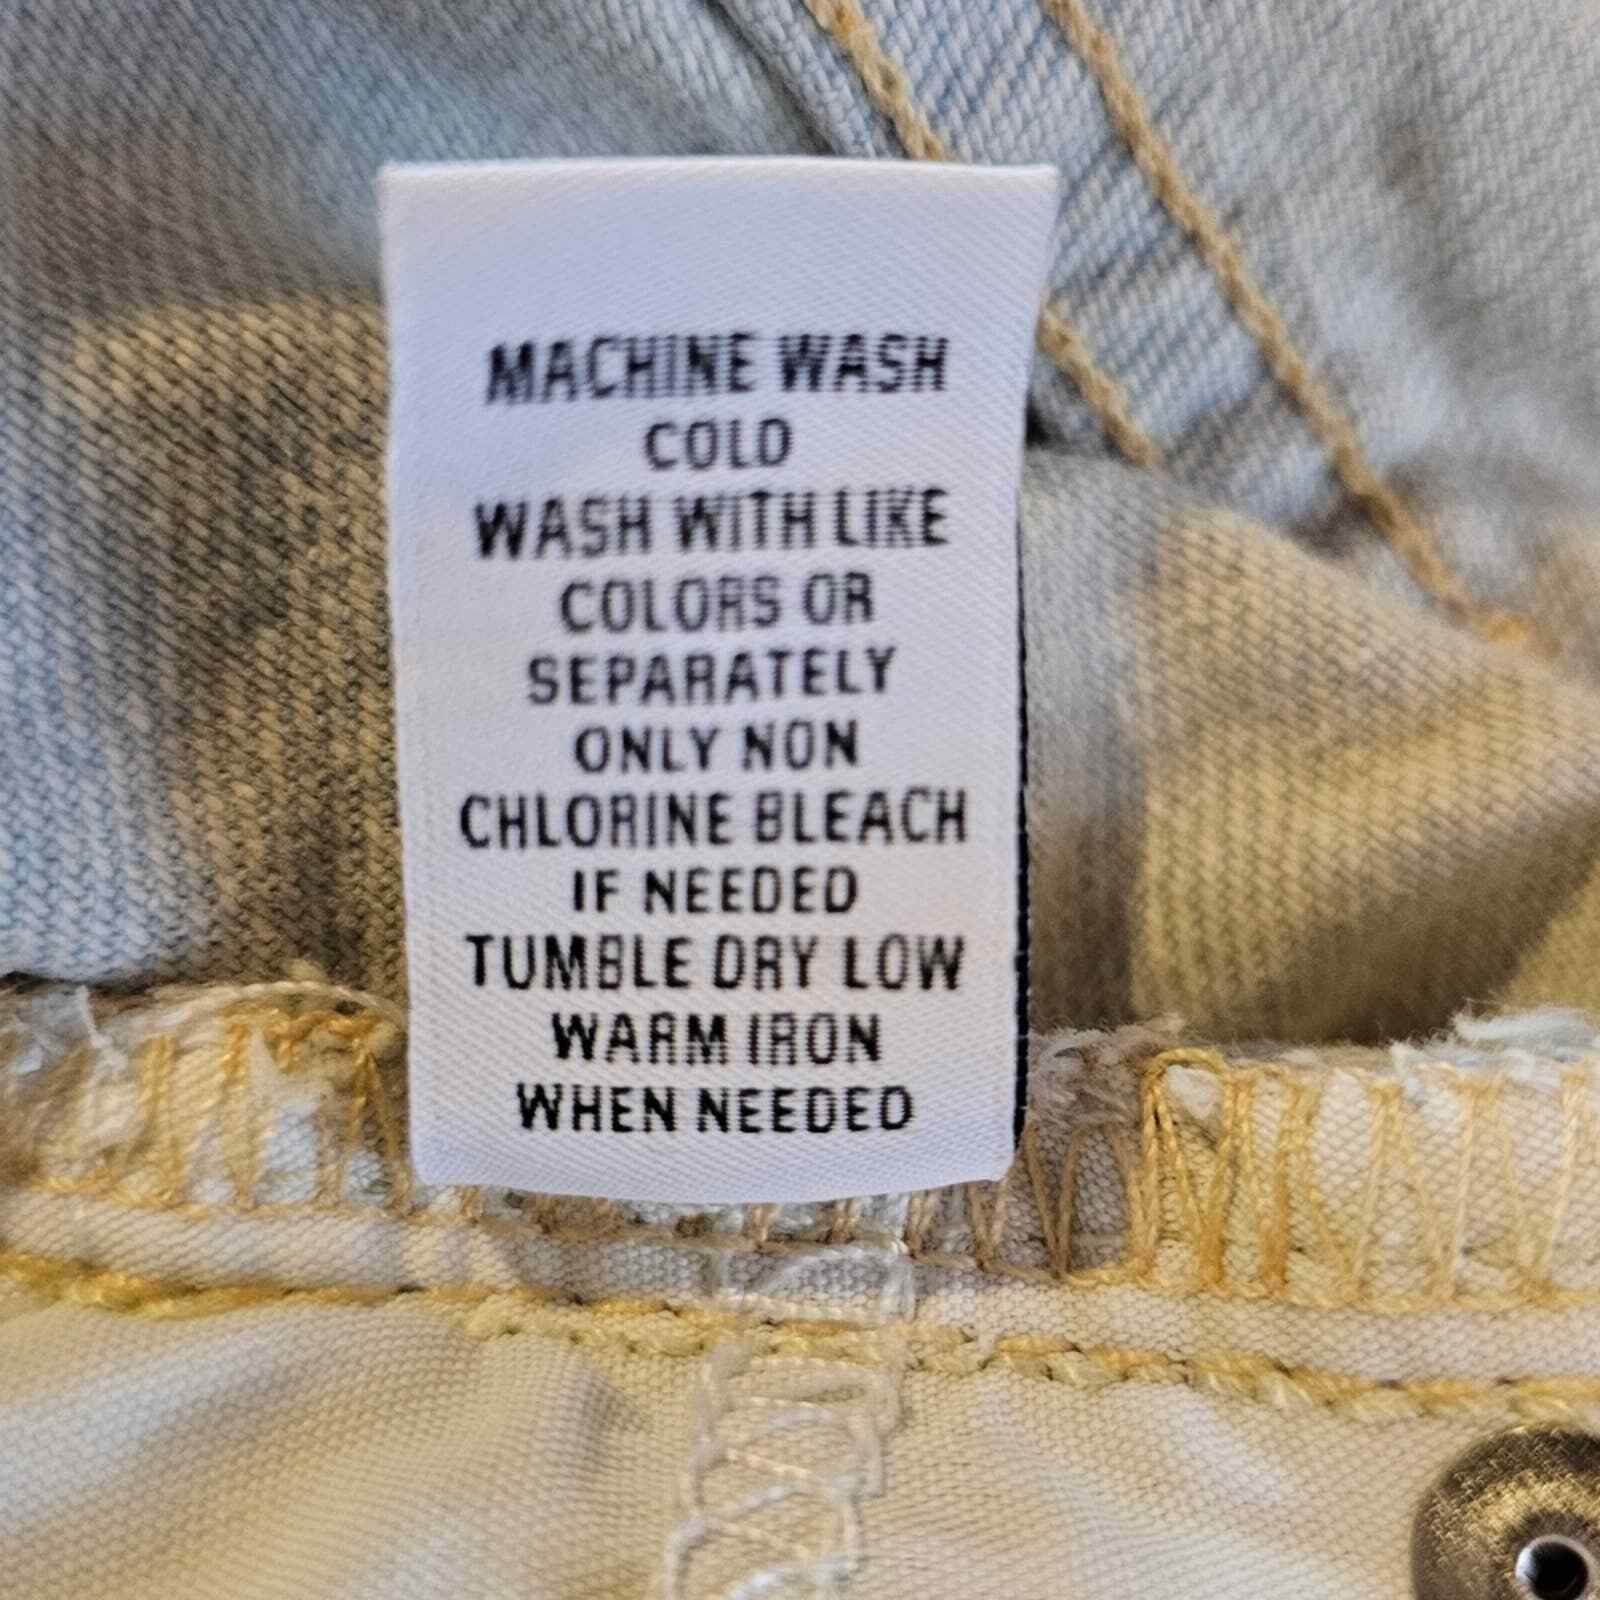 MACHINE WASH
COLD
WASH WITH LIKE
COLORS OR
SEPARATELY
ONLY NON
CHLORINE BLEACH
IF NEEDED
TUMBLE DRY LOW
WARM IRON
WHEN NEEDED